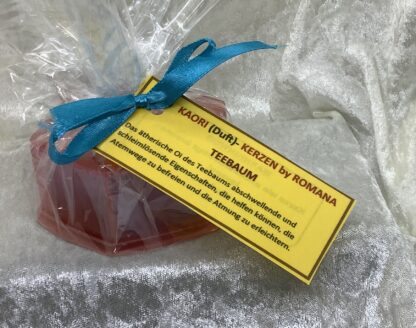 KAORI (Duft)- KERZEN by ROMANA
TEEBAUM
Das ätherische Öl des Teebaums abschwellende und
schleimlösende Eigenschaften, die helfen können, die
Atemwege zu befreien und die Atmung zu erleichtern.